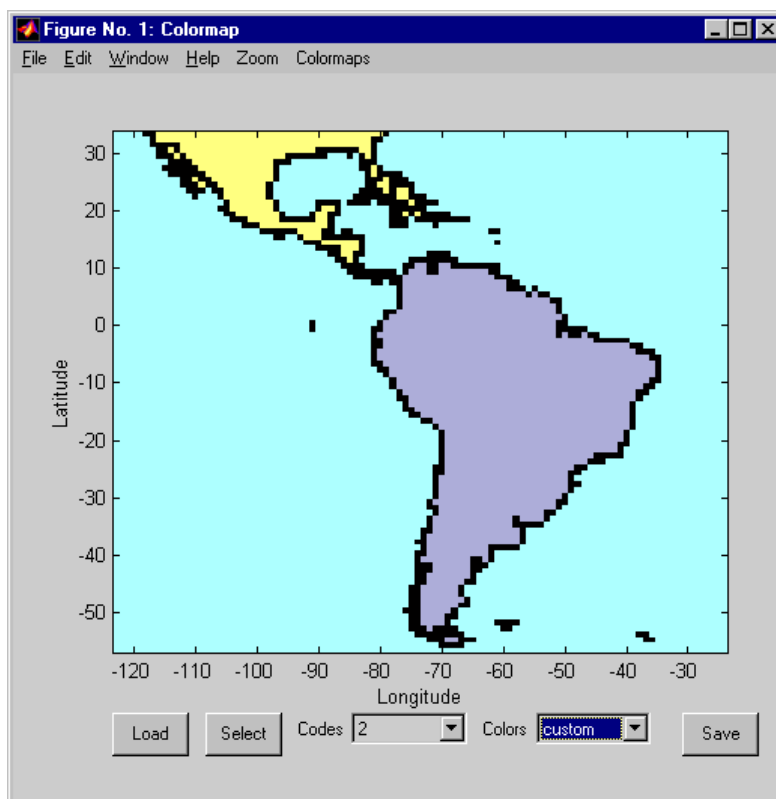 Figure No. 1: Colormap
File Edit Window Help Zoom Colormaps
30
20
10
0
-10
-20
-30
-40
-50
Latitude
-120 -110 -100 -90 -80 -70 -60 -50 -40 -30
Longitude
Load Select Codes 2 Colors custom Save